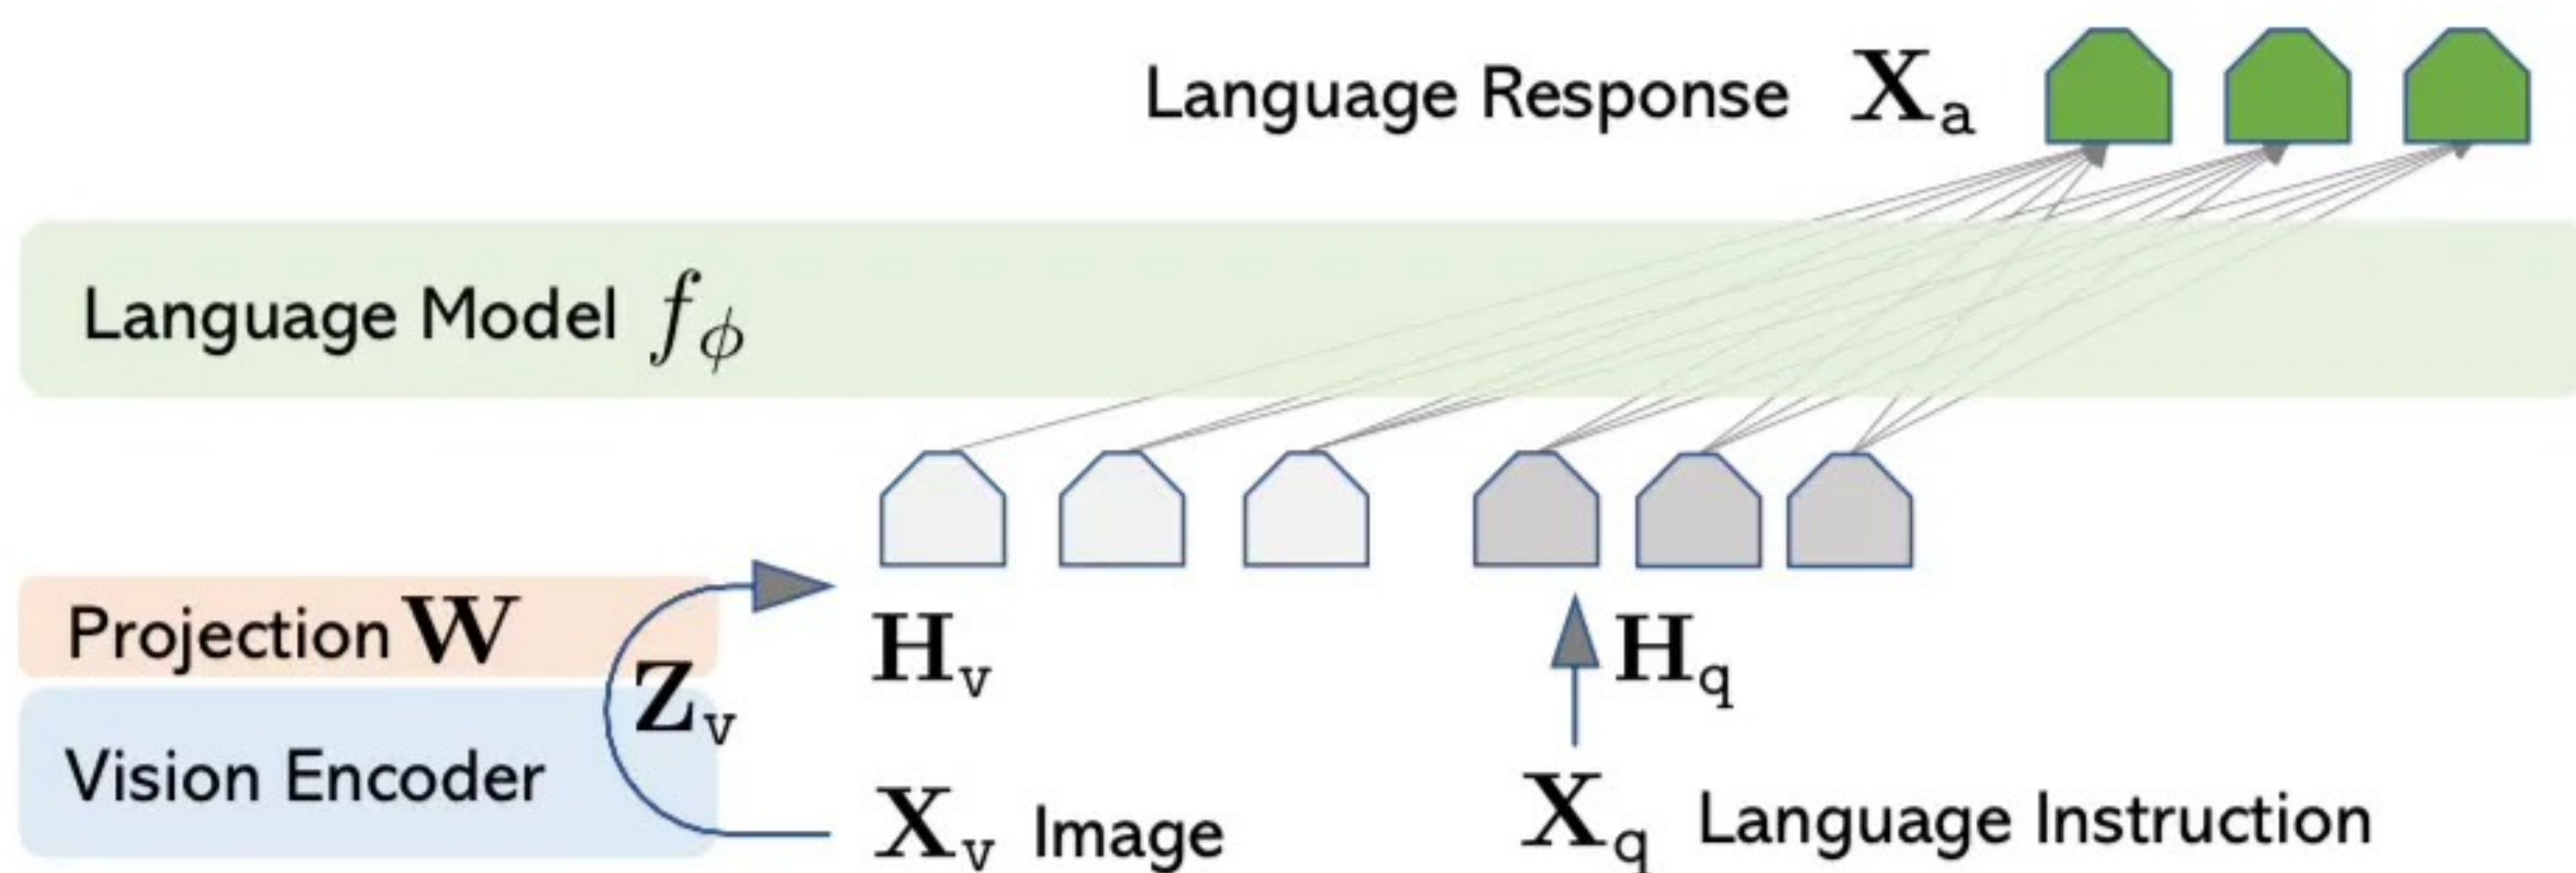 Language Response X_a
Language Model f_ϕ
Projection W
Z_v
H_v
H_q
Vision Encoder
X_v Image
X_q Language Instruction